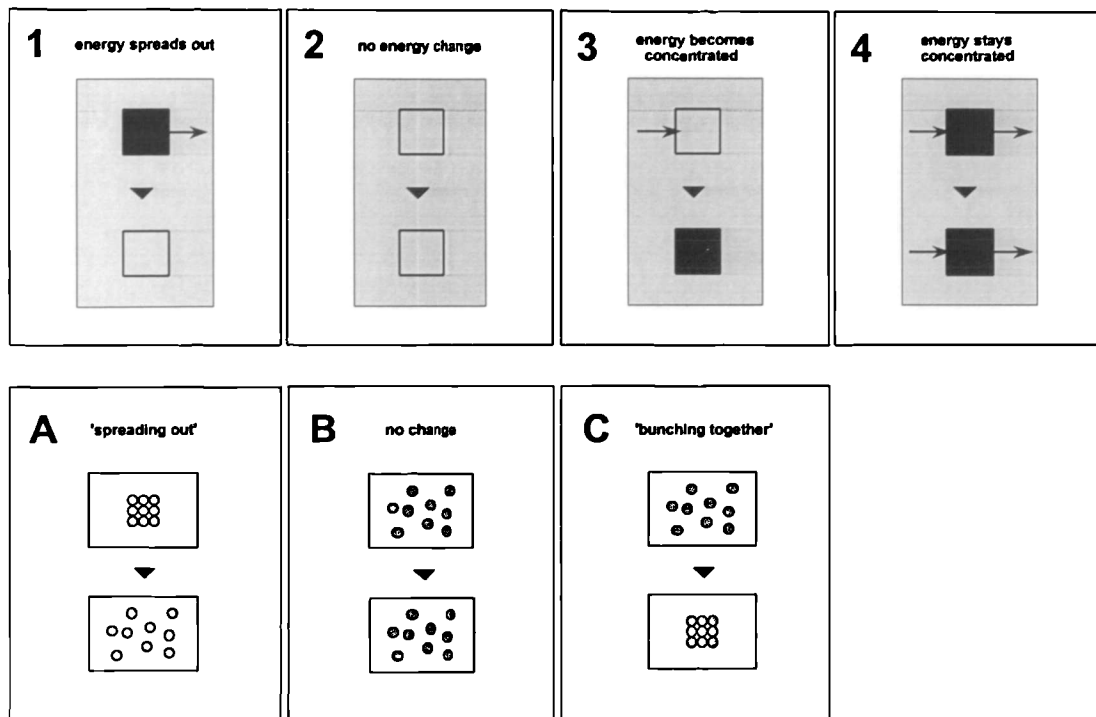 1 energy spreads out
2 no energy change
3 energy becomes
concentrated
4 energy stays
concentrated
A 'spreading out'
B no change
C 'bunching together'